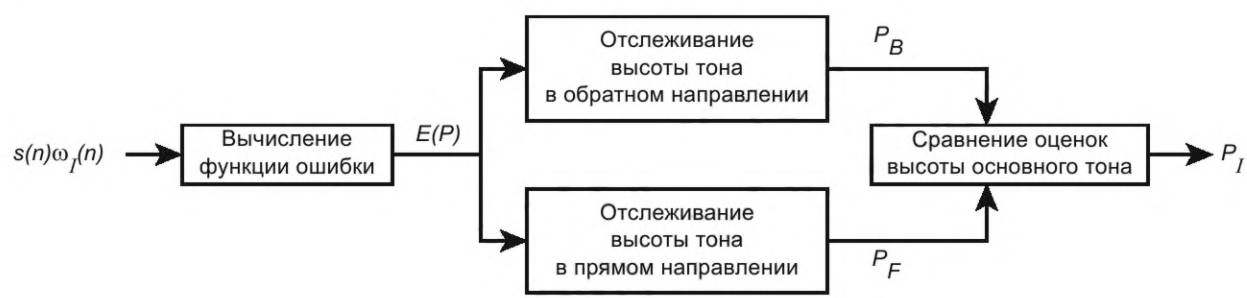 s(n)ω_I(n)
Вычисление
функции ошибки
E(P)
Отслеживание
высоты тона
в обратном направлении
P_B
Отслеживание
высоты тона
в прямом направлении
P_F
Сравнение оценок
высоты основного тона
P_I